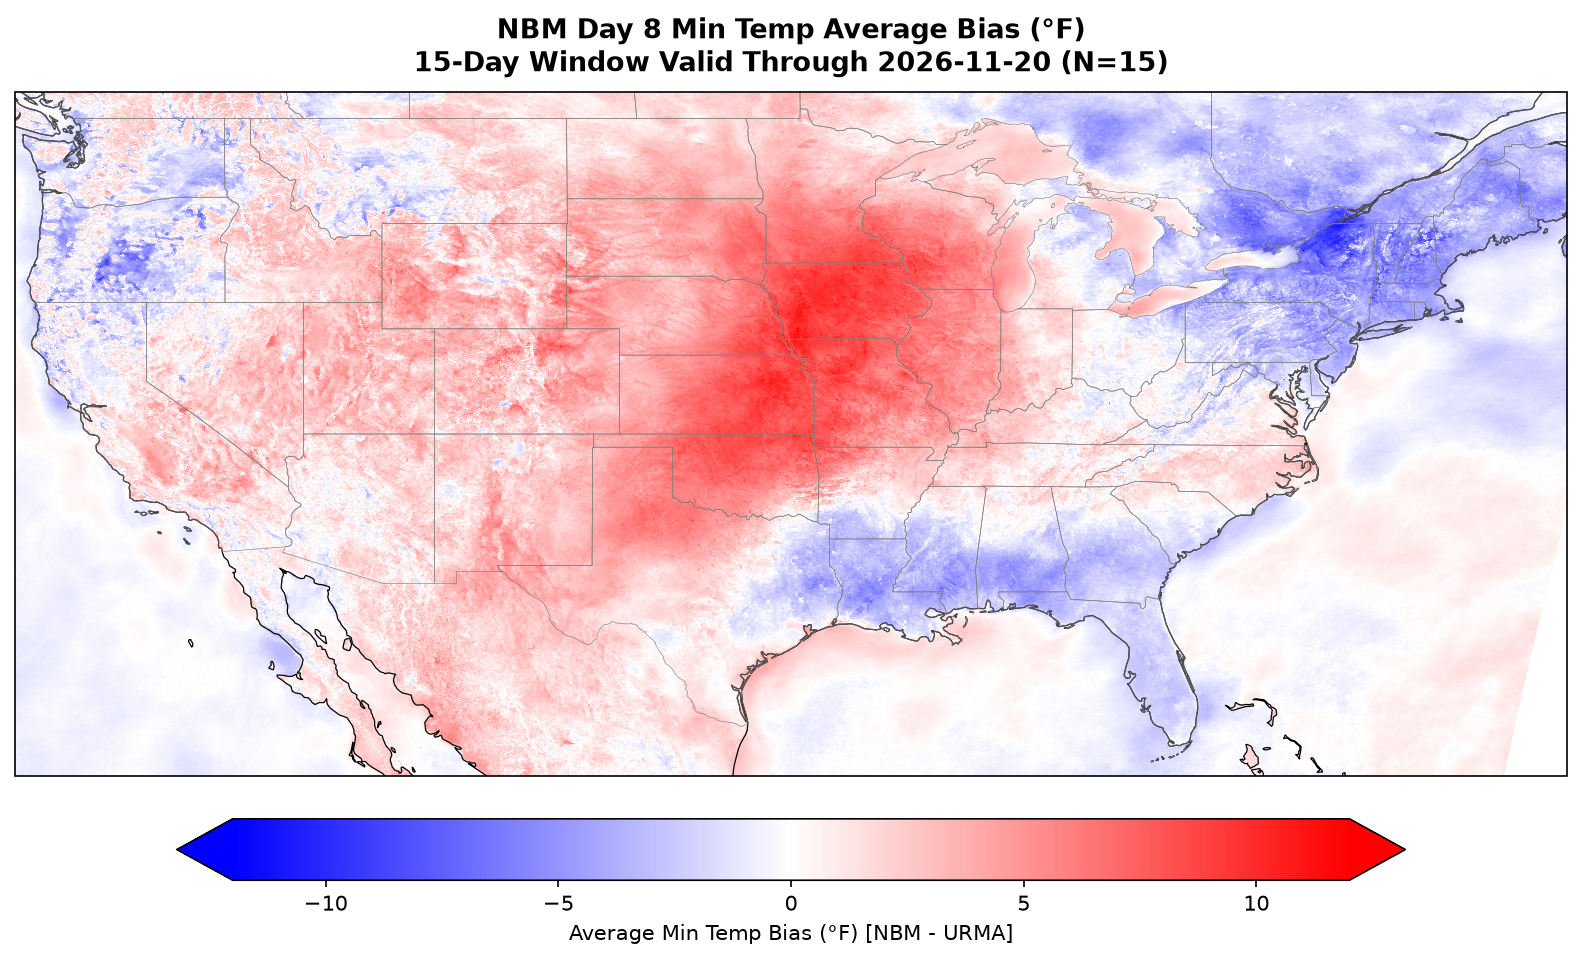 NBM Day 8 Min Temp Average Bias (°F)
15-Day Window Valid Through 2026-11-20 (N=15)
−10 −5 0 5 10
Average Min Temp Bias (°F) [NBM - URMA]